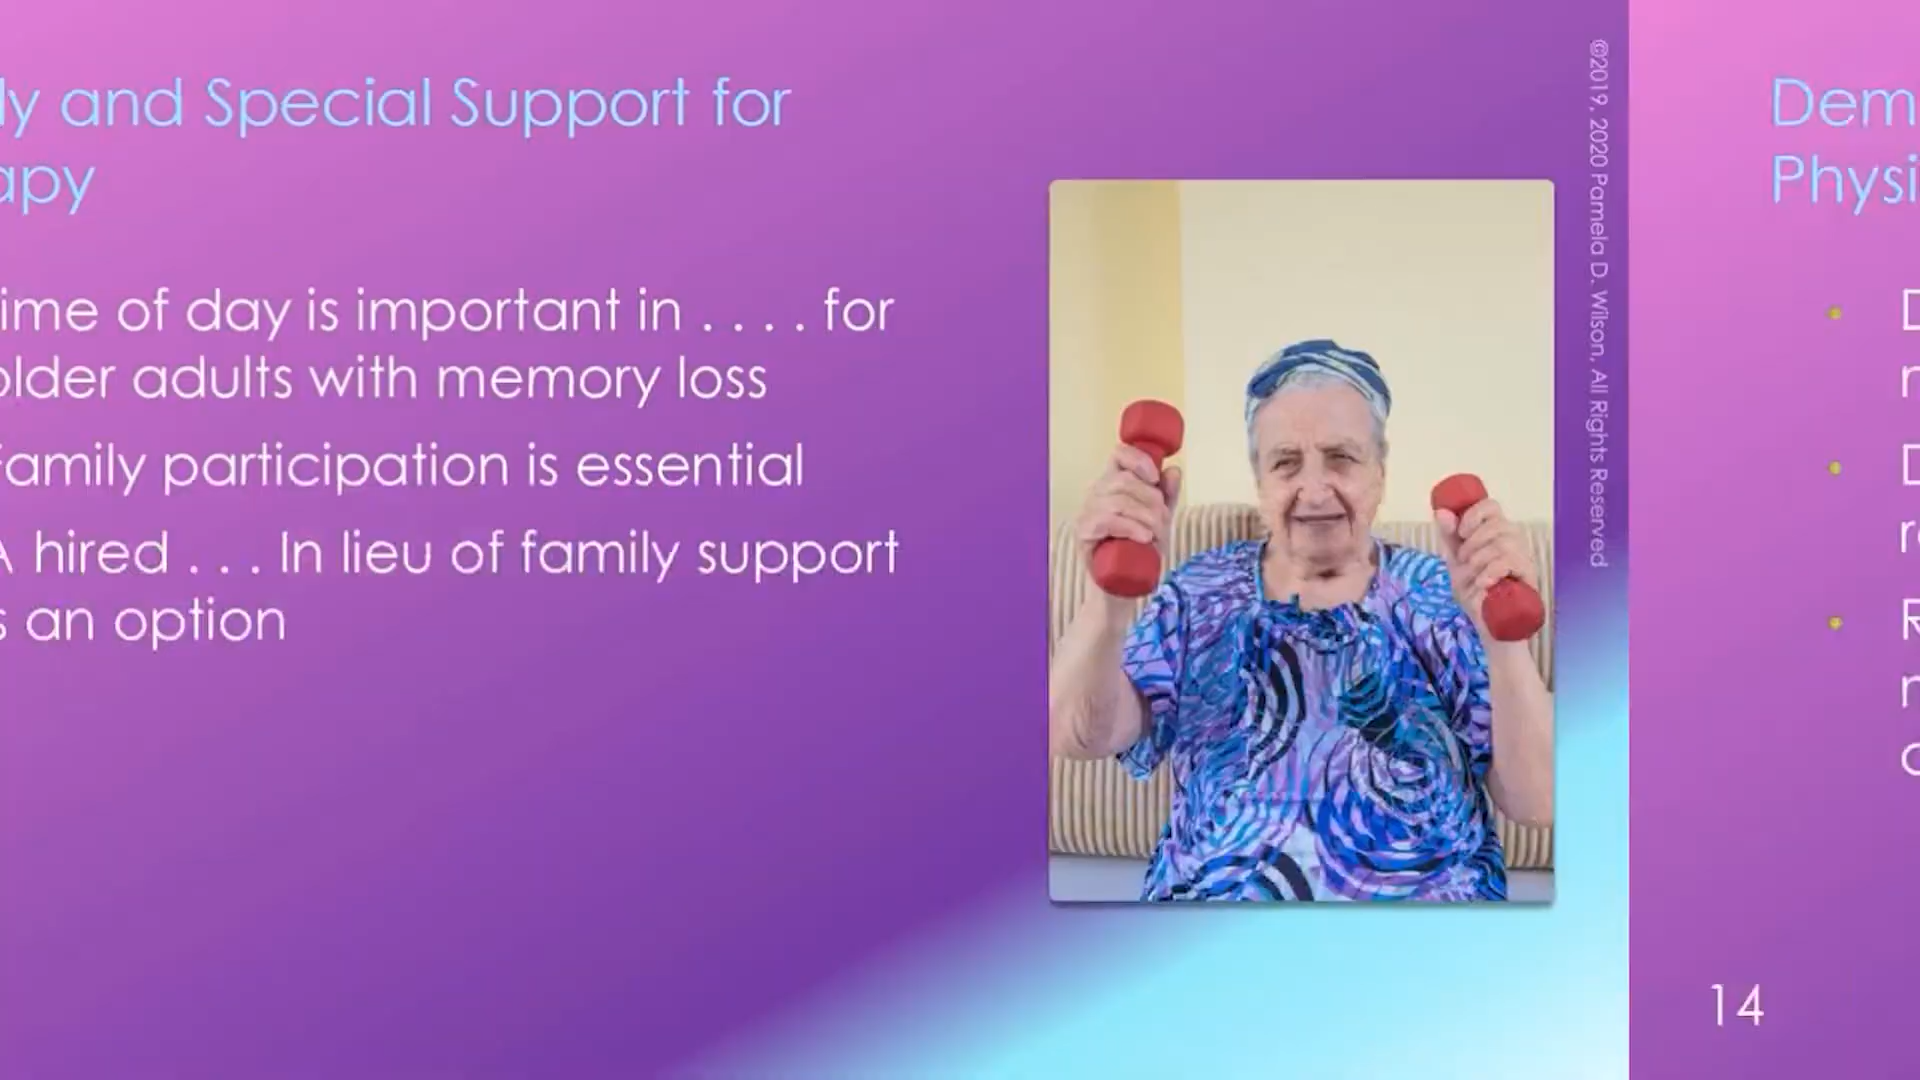 ly and Special Support for
apy
ime of day is important in . . . . for
older adults with memory loss
Family participation is essential
A hired . . . In lieu of family support
s an option
©2019, 2020 Pamela D. Wilson, All Rights Reserved
Dem
Physi
14